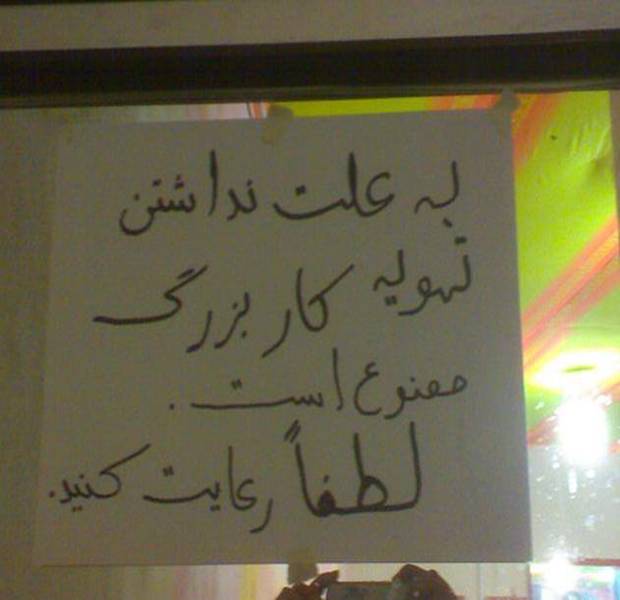 به علت نداشتن
تهویه کار بزرگ
ممنوع است.
لطفاً رعایت کنید.